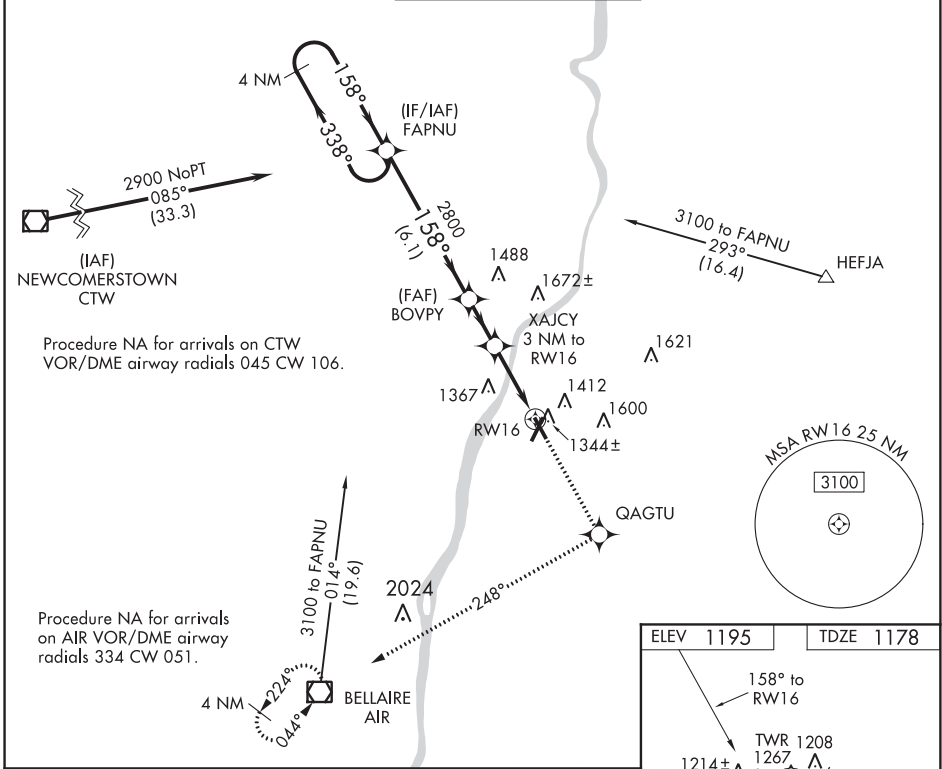 4 NM
158°
338°
(IF/IAF)
FAPNU
2900 NoPT
085°
(33.3)
(IAF)
NEWCOMERSTOWN
CTW
2800
158°
(6.1)
3100 to FAPNU
293°
(16.4)
HEFJA
1488
1672±
(FAF)
BOVPY
XAJCY
3 NM to
RW16
Procedure NA for arrivals on CTW
VOR/DME airway radials 045 CW 106.
1621
1367
1412
1600
RW16
1344±
MSA RW16 25 NM
3100
QAGTU
3100 to FAPNU
014°
(19.6)
2024
248°
Procedure NA for arrivals
on AIR VOR/DME airway
radials 334 CW 051.
4 NM
224°
044°
BELLAIRE
AIR
ELEV 1195
TDZE 1178
158° to
RW16
TWR 1208
1267
1214±